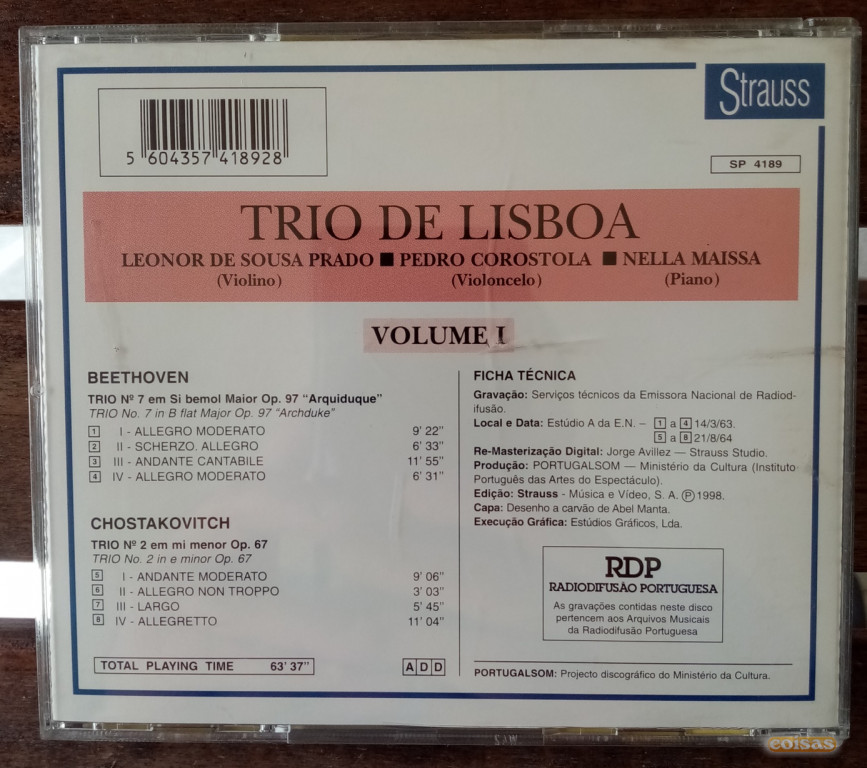 Strauss
5 604357 418928
SP 4189
TRIO DE LISBOA
LEONOR DE SOUSA PRADO ■ PEDRO COROSTOLA ■ NELLA MAISSA
(Violino) (Violoncelo) (Piano)
VOLUME I
BEETHOVEN
TRIO Nº 7 em Si bemol Maior Op. 97 “Arquiduque”
TRIO No. 7 in B flat Major Op. 97 “Archduke”
1 I - ALLEGRO MODERATO 9’ 22’’
2 II - SCHERZO. ALLEGRO 6’ 33’’
3 III - ANDANTE CANTABILE 11’ 55’’
4 IV - ALLEGRO MODERATO 6’ 31’’
CHOSTAKOVITCH
TRIO Nº 2 em mi menor Op. 67
TRIO No. 2 in e minor Op. 67
5 I - ANDANTE MODERATO 9’ 06’’
6 II - ALLEGRO NON TROPPO 3’ 03’’
7 III - LARGO 5’ 45’’
8 IV - ALLEGRETTO 11’ 04’’
TOTAL PLAYING TIME 63’ 37’’
A D D
FICHA TÉCNICA
Gravação: Serviços técnicos da Emissora Nacional de Radiod-
ifusão.
Local e Data: Estúdio A da E.N. – 1 a 4 14/3/63.
5 a 8 21/8/64
Re-Masterização Digital: Jorge Avillez — Strauss Studio.
Produção: PORTUGALSOM — Ministério da Cultura (Instituto
Português das Artes do Espectáculo).
Edição: Strauss - Música e Vídeo, S. A. Ⓟ 1998.
Capa: Desenho a carvão de Abel Manta.
Execução Gráfica: Estúdios Gráficos, Lda.
RDP
RADIODIFUSÃO PORTUGUESA
As gravações contidas neste disco
pertencem aos Arquivos Musicais
da Radiodifusão Portuguesa
PORTUGALSOM: Projecto discográfico do Ministério da Cultura.
coisas